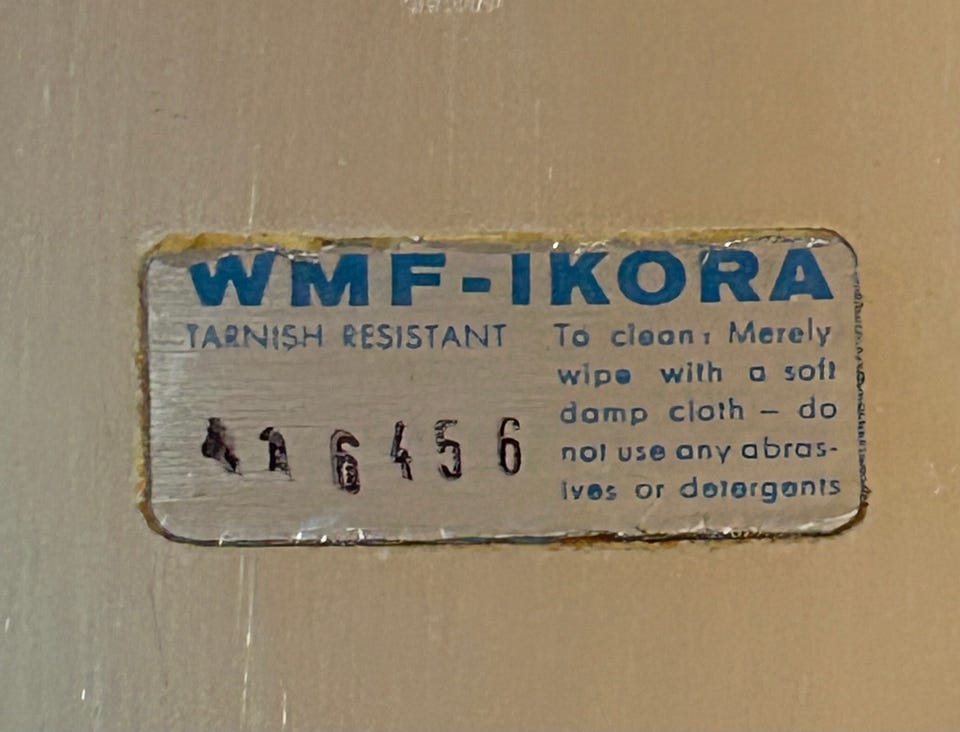 WMF-IKORA
TARNISH RESISTANT
6456
To clean: Merely
wipe with a soft
damp cloth – do
not use any abras-
ives or detergents